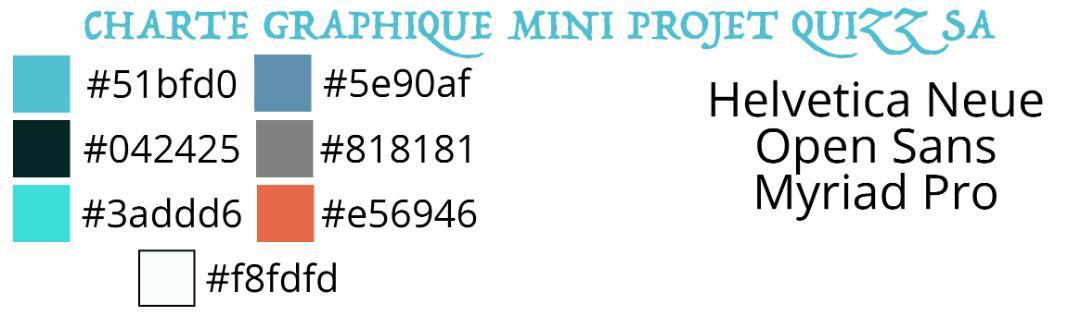 CHARTE GRAPHIQUE MINI PROJET QUIZZ SA
#51bfd0 #5e90af
#042425 #818181
#3addd6 #e56946
#f8fdfd
Helvetica Neue
Open Sans
Myriad Pro